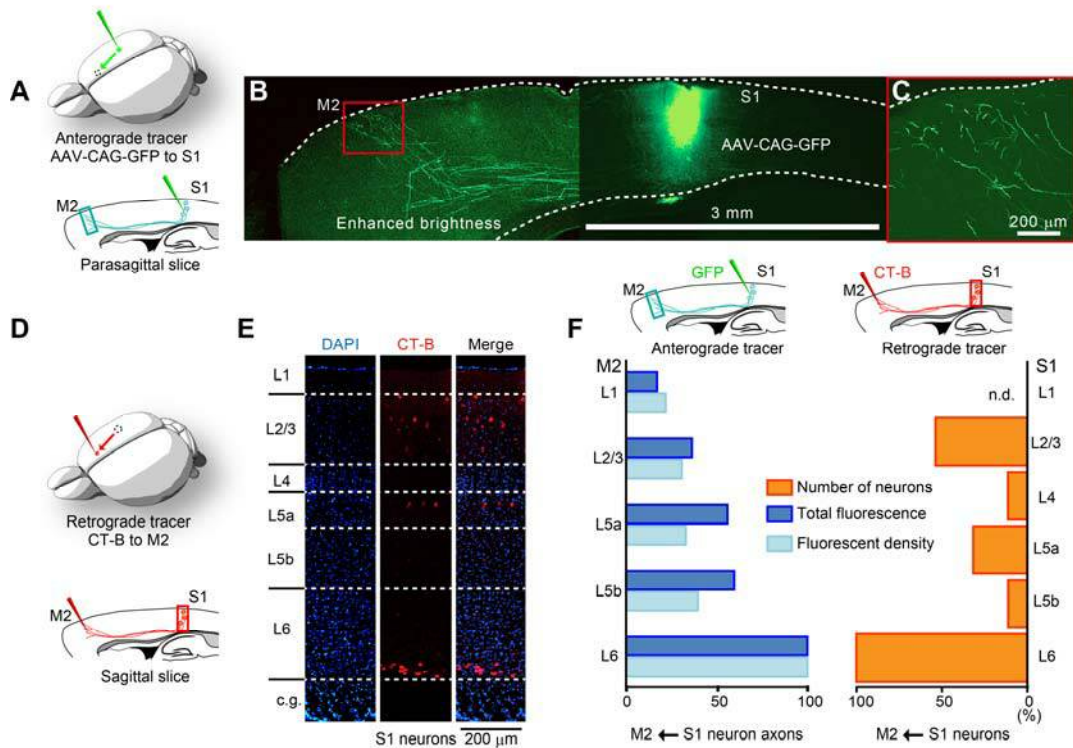 A
Anterograde tracer
AAV-CAG-GFP to S1
M2
S1
Parasagittal slice
B
M2
S1
AAV-CAG-GFP
Enhanced brightness
3 mm
C
200 μm
D
Retrograde tracer
CT-B to M2
M2
S1
Sagittal slice
E
DAPI
CT-B
Merge
L1
L2/3
L4
L5a
L5b
L6
c.g.
S1 neurons
200 μm
F
GFP
S1
M2
Anterograde tracer
CT-B
S1
M2
Retrograde tracer
M2
L1
L2/3
L5a
L5b
L6
0
50
100
M2 ← S1 neuron axons
Number of neurons
Total fluorescence
Fluorescent density
n.d.
S1
L1
L2/3
L4
L5a
L5b
L6
100
50
0
(%)
M2 ← S1 neurons